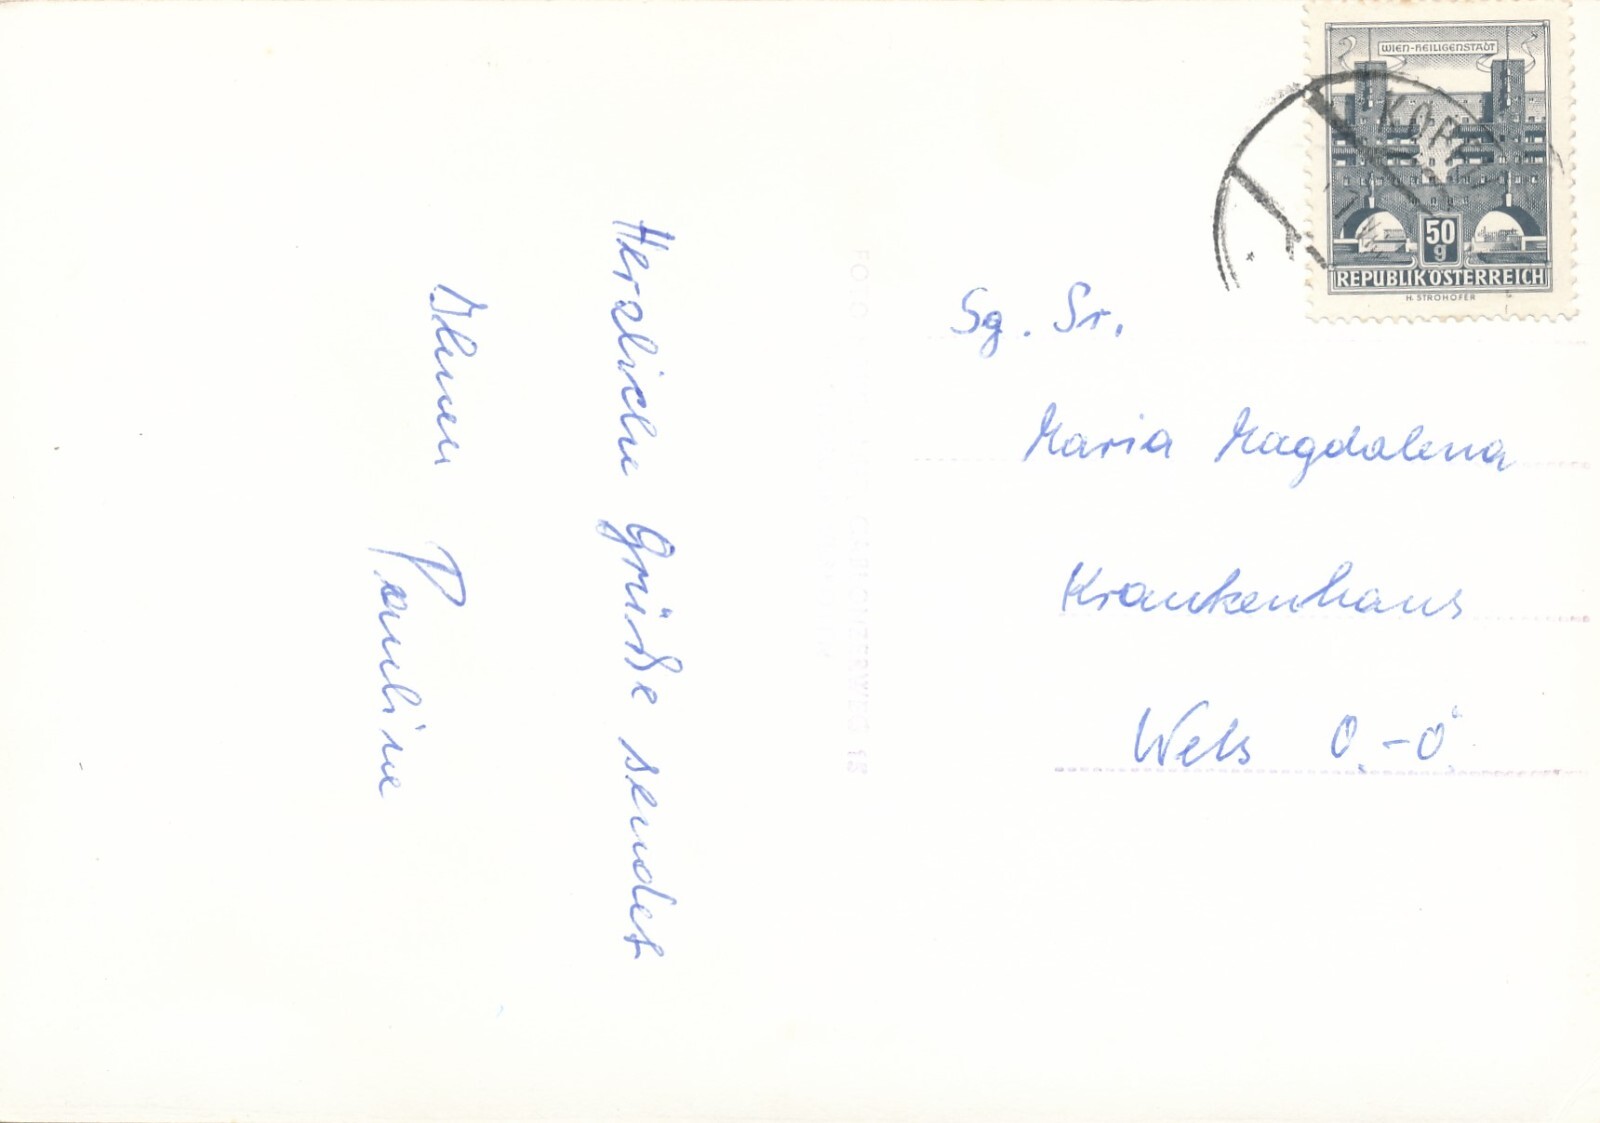 WIEN-HEILIGENSTADT
50
g
REPUBLIK ÖSTERREICH
H. STROHOFER
Herzliche Grüße sendet
Ihnen Pauline
Sg. Sr.
Maria Magdalena
Krankenhaus
Wels O.-Ö.